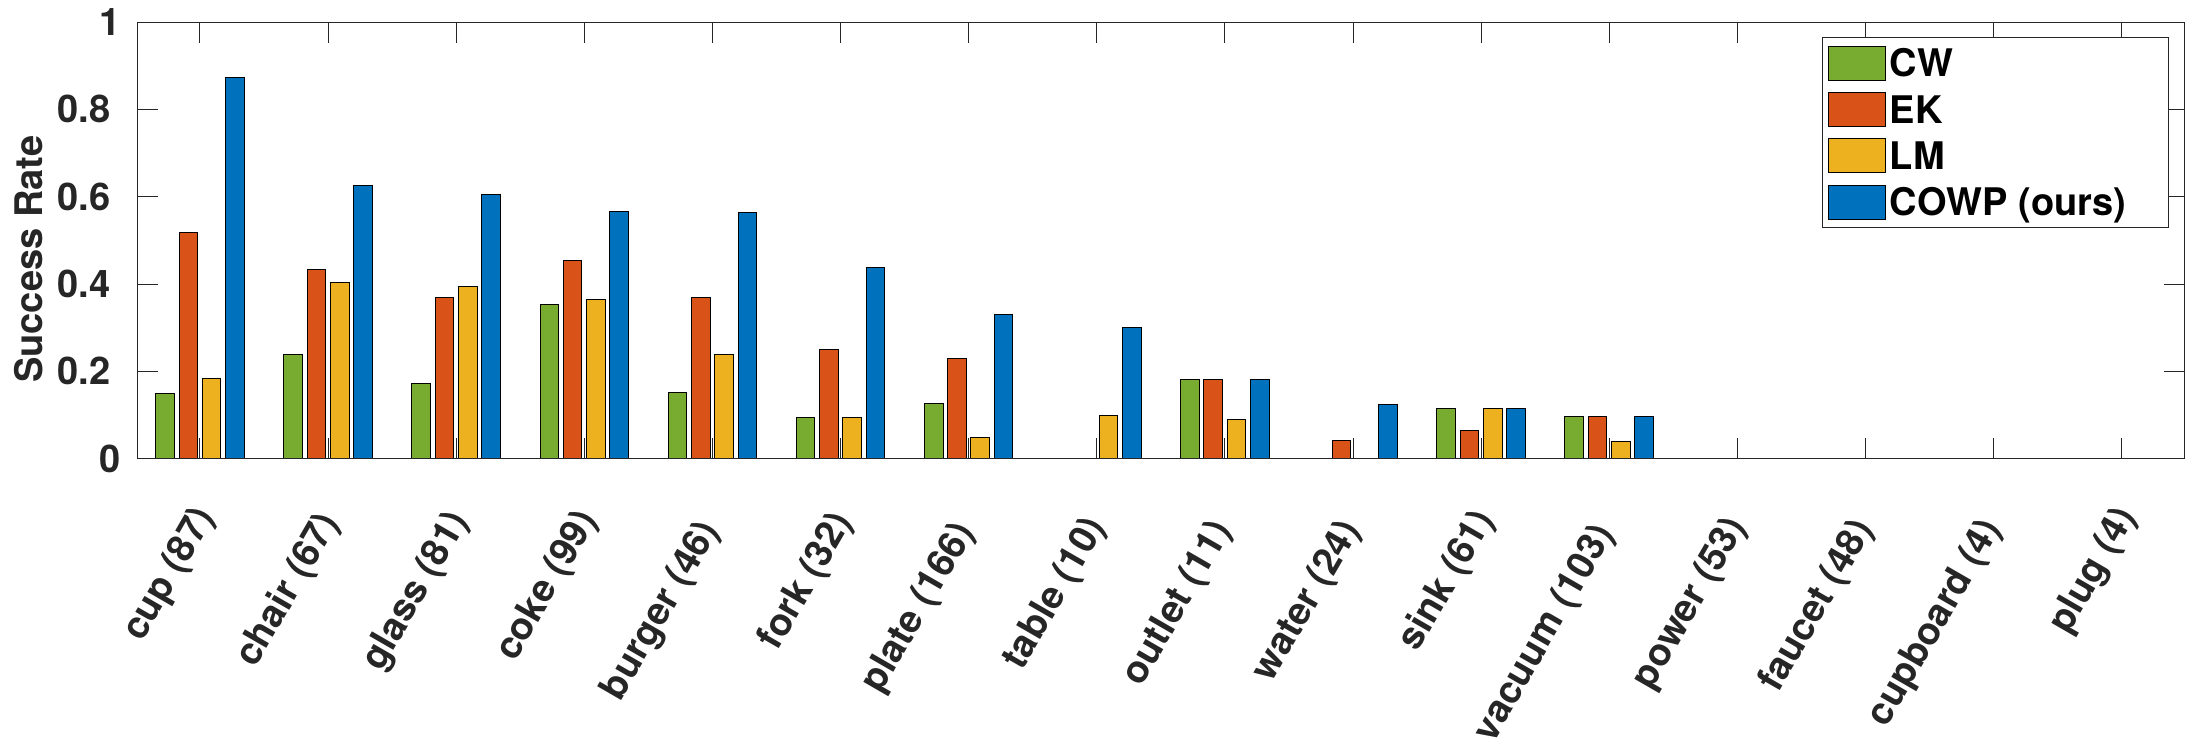 Success Rate
1
0.8
0.6
0.4
0.2
0
CW
EK
LM
COWP (ours)
cup (87)
chair (67)
glass (81)
coke (99)
burger (46)
fork (32)
plate (166)
table (10)
outlet (11)
water (24)
sink (61)
vacuum (103)
power (53)
faucet (48)
cupboard (4)
plug (4)